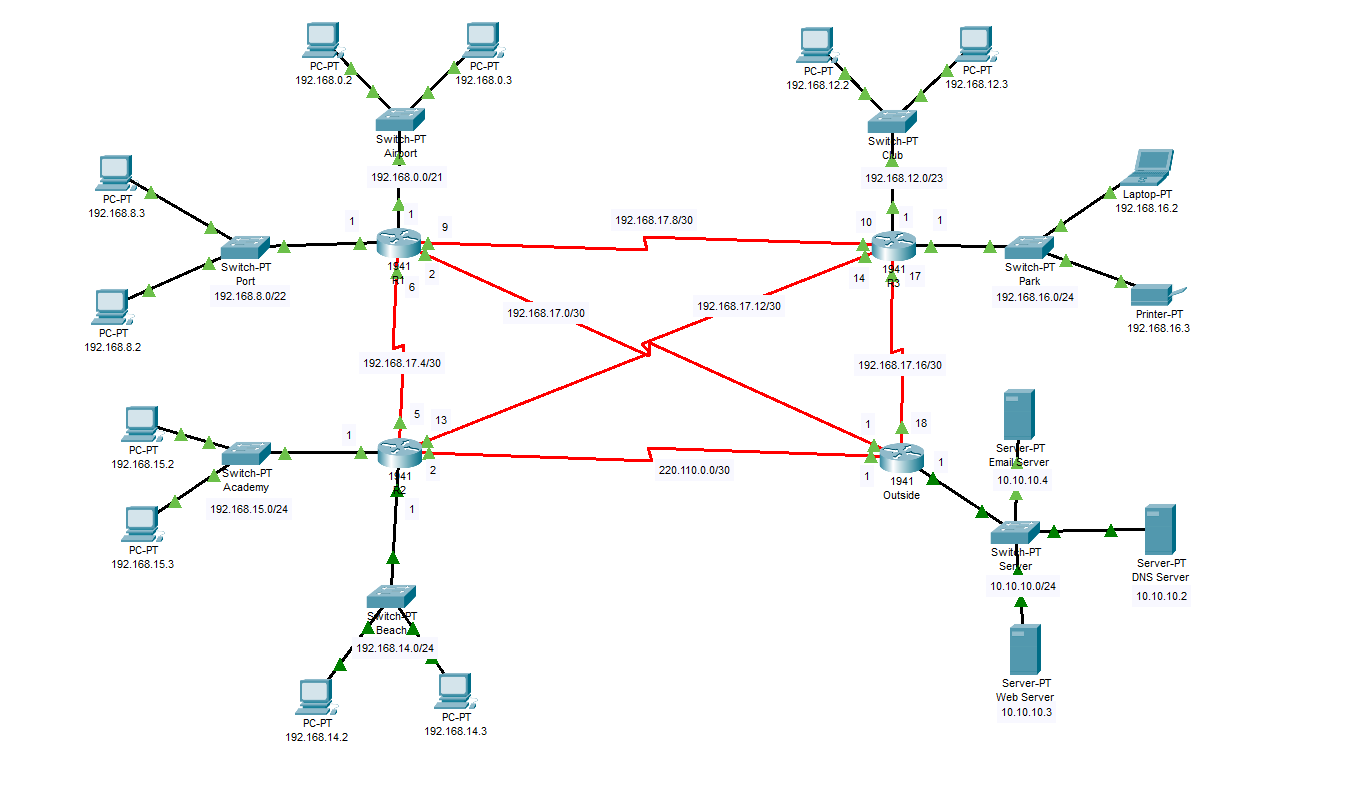 PC-PT
192.168.0.2
PC-PT
192.168.0.3
Switch-PT
Airport
192.168.0.0/21
PC-PT
192.168.12.2
PC-PT
192.168.12.3
Switch-PT
Club
192.168.12.0/23
PC-PT
192.168.8.3
Switch-PT
Port
192.168.8.0/22
PC-PT
192.168.8.2
1
1
9
2
6
1941
R1
192.168.17.8/30
10
1
1
14
17
1941
R3
Laptop-PT
192.168.16.2
Switch-PT
Park
192.168.16.0/24
Printer-PT
192.168.16.3
192.168.17.0/30
192.168.17.12/30
192.168.17.4/30
192.168.17.16/30
PC-PT
192.168.15.2
Switch-PT
Academy
192.168.15.0/24
PC-PT
192.168.15.3
1
5
13
2
1
1941
R2
220.110.0.0/30
1
18
1
1
1941
Outside
Server-PT
Email Server
10.10.10.4
Switch-PT
Server
10.10.10.0/24
Server-PT
DNS Server
10.10.10.2
Server-PT
Web Server
10.10.10.3
Switch-PT
Beach
192.168.14.0/24
PC-PT
192.168.14.2
PC-PT
192.168.14.3